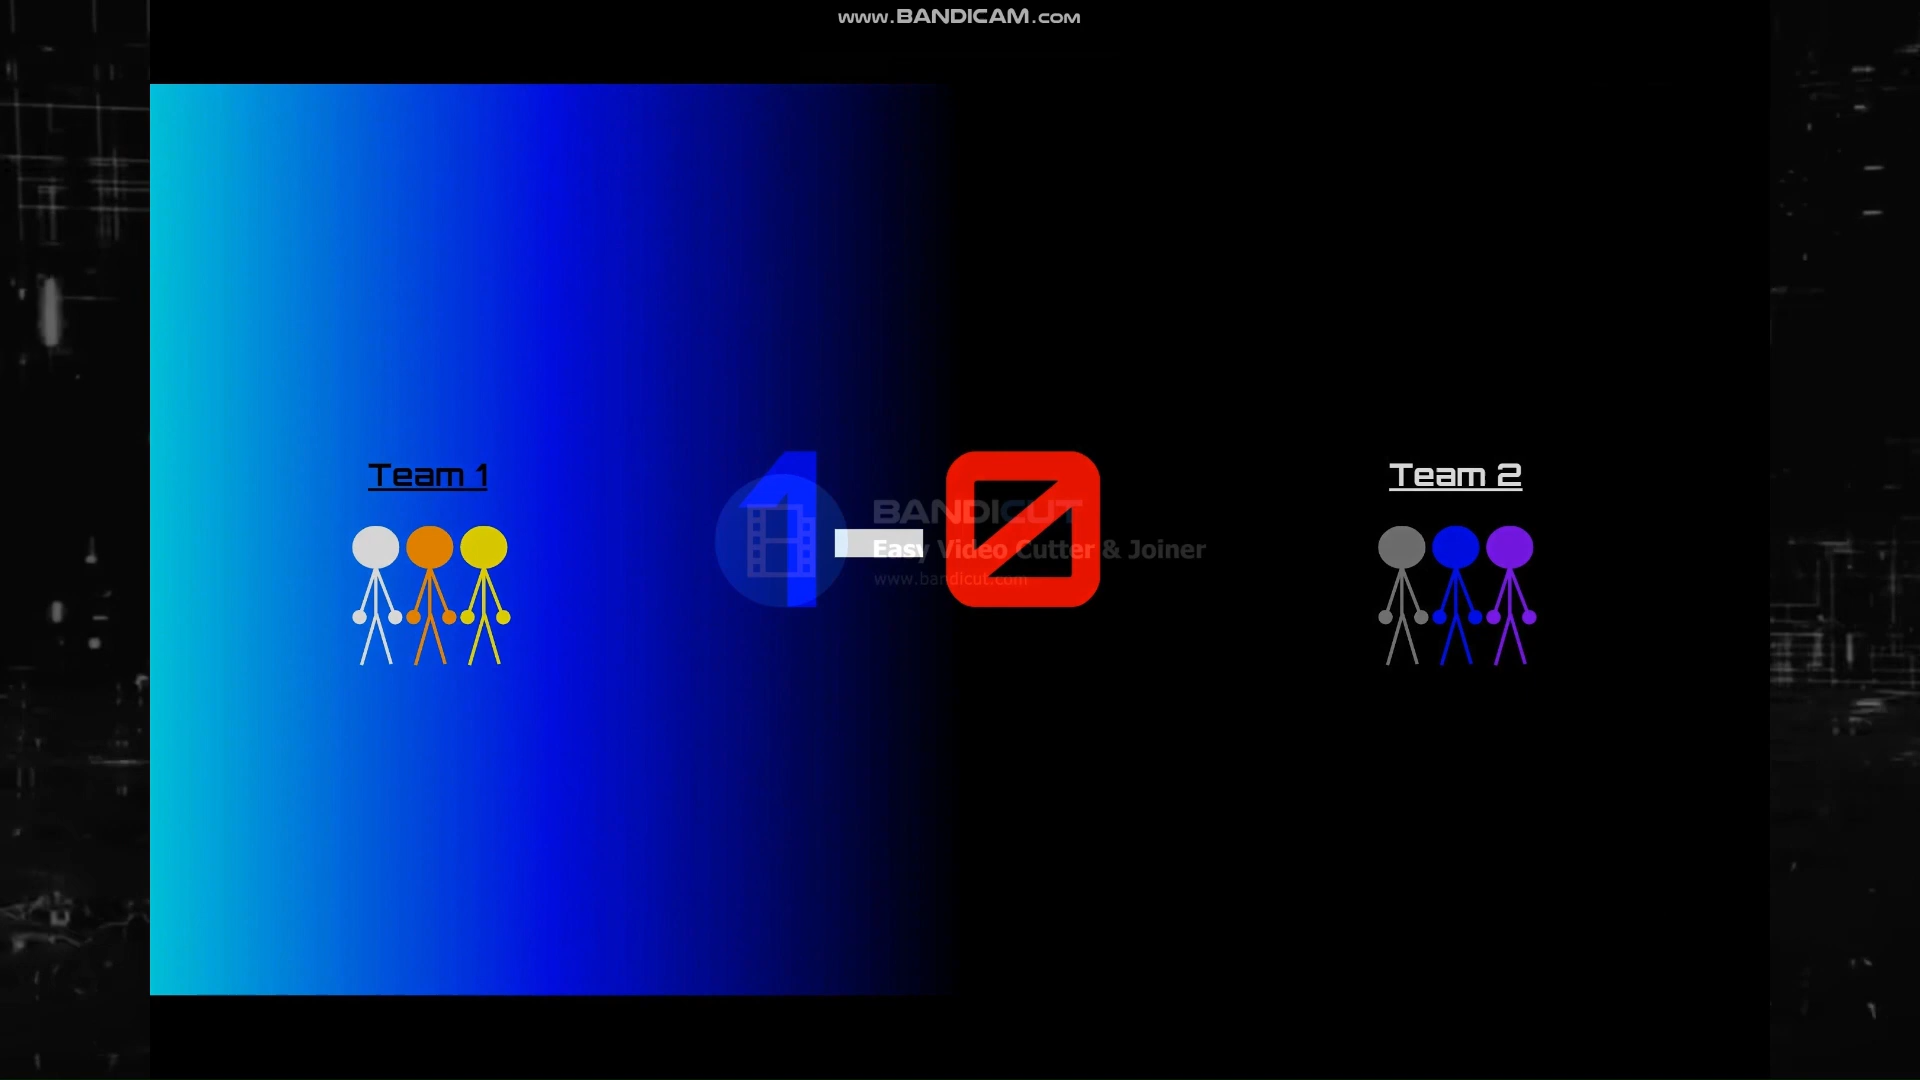 www.BANDICAM.com
Team 1
1-0
Team 2
BANDICUT
Easy Video Cutter & Joiner
www.bandicut.com